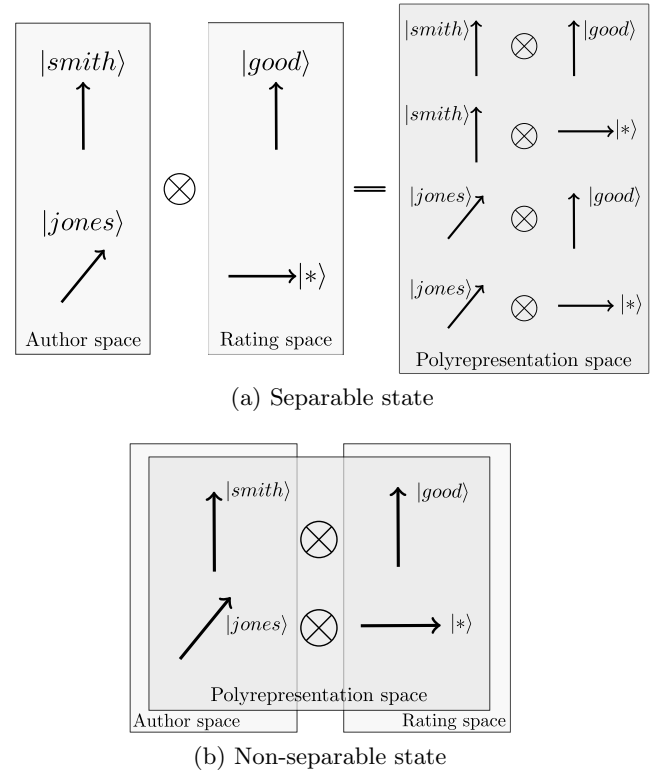 |smith⟩
|good⟩
|jones⟩
|∗⟩
Author space
Rating space
|smith⟩ ⊗ |good⟩
|smith⟩ ⊗ |∗⟩
|jones⟩ ⊗ |good⟩
|jones⟩ ⊗ |∗⟩
Polyrepresentation space
⊗ =
(a) Separable state
|smith⟩ ⊗ |good⟩
|jones⟩ ⊗ |∗⟩
Polyrepresentation space
Author space
Rating space
(b) Non-separable state